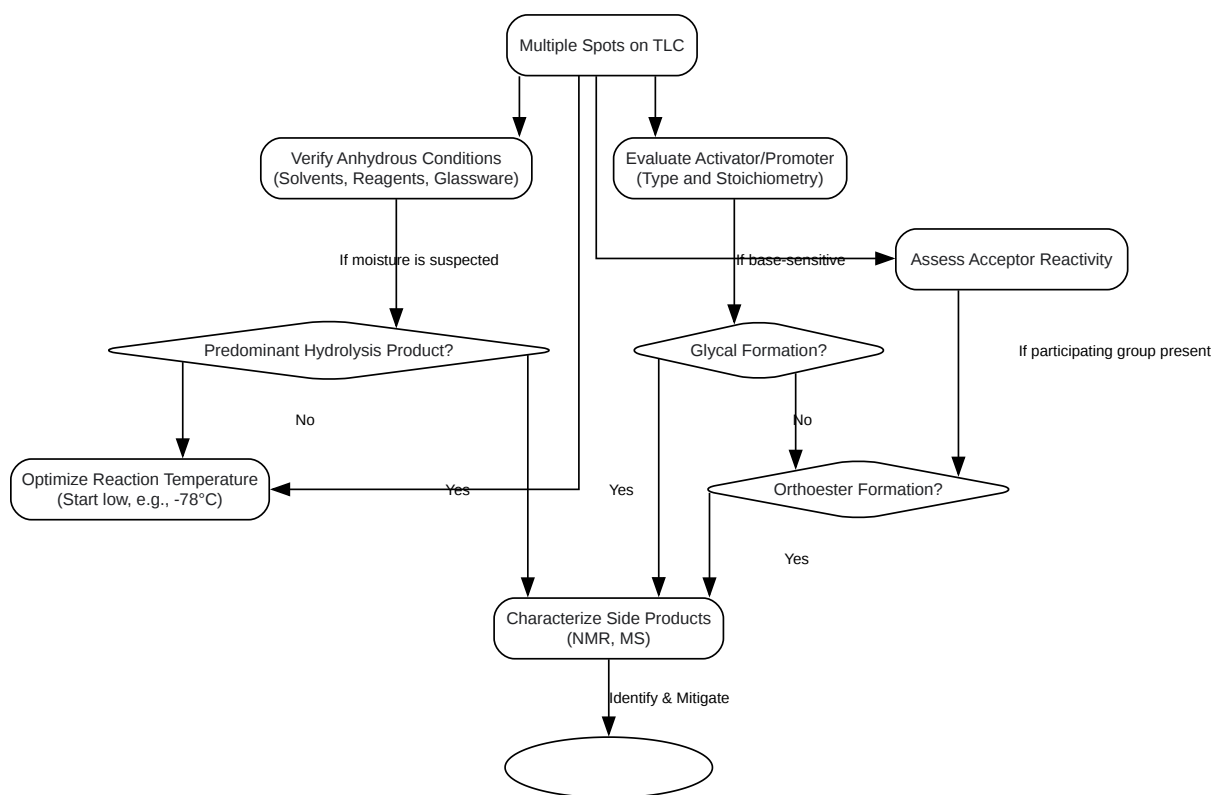 Multiple Spots on TLC
Verify Anhydrous Conditions
(Solvents, Reagents, Glassware)
Evaluate Activator/Promoter
(Type and Stoichiometry)
If moisture is suspected
If base-sensitive
Assess Acceptor Reactivity
Predominant Hydrolysis Product?
Glycal Formation?
If participating group present
No
No
Optimize Reaction Temperature
(Start low, e.g., -78°C)
Yes
Yes
Orthoester Formation?
Yes
Characterize Side Products
(NMR, MS)
Identify & Mitigate